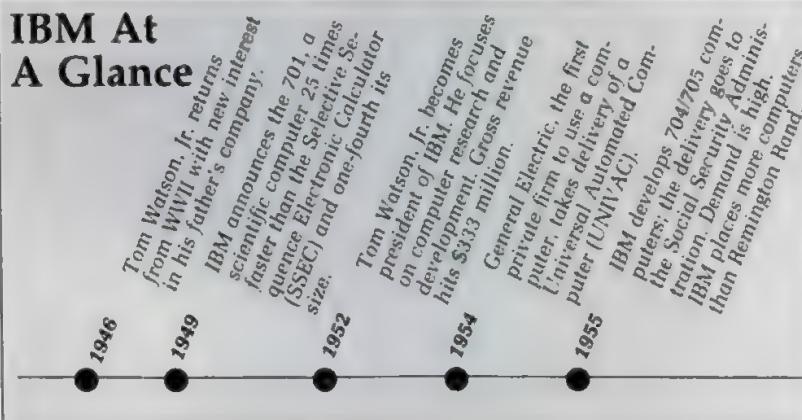 IBM At
A Glance
Tom Watson, Jr. returns
from WWII with new interest
in his father's company.
1946
IBM announces the 701, a
scientific computer 25 times
faster than the Selective Se-
quence Electronic Calculator
(SSEC) and one-fourth its
size.
1949
Tom Watson, Jr. becomes
president of IBM. He focuses
on computer research and
development. Gross revenue
hits $333 million.
1952
General Electric, the first
private firm to use a com-
puter, takes delivery of a
Universal Automated Com-
puter (UNIVAC).
1954
IBM develops 704/705 com-
puters; the delivery goes to
the Social Security Adminis-
tration. Demand is high.
IBM places more computers
than Remington Rand.
1955